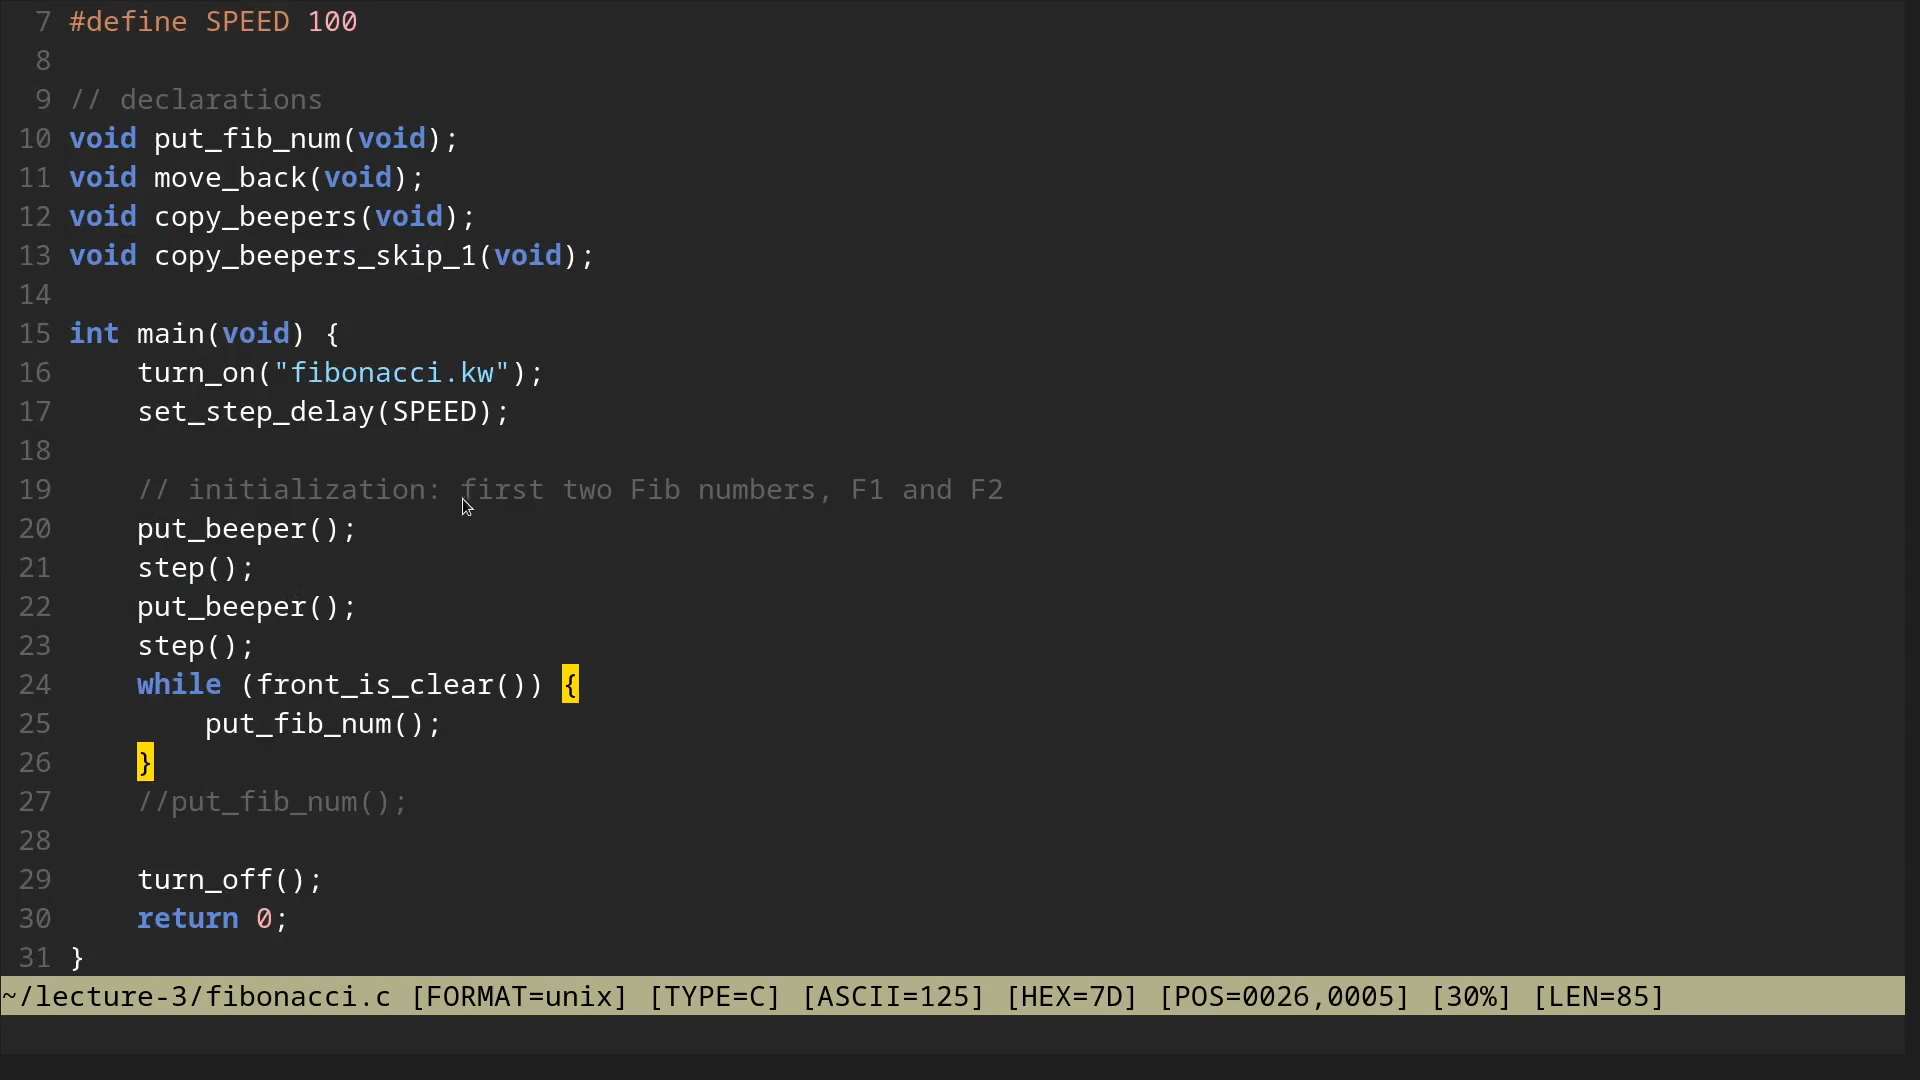 7 #define SPEED 100
8
9 // declarations
10 void put_fib_num(void);
11 void move_back(void);
12 void copy_beepers(void);
13 void copy_beepers_skip_1(void);
14
15 int main(void) {
16     turn_on("fibonacci.kw");
17     set_step_delay(SPEED);
18
19     // initialization: first two Fib numbers, F1 and F2
20     put_beeper();
21     step();
22     put_beeper();
23     step();
24     while (front_is_clear()) {
25         put_fib_num();
26     }
27     //put_fib_num();
28
29     turn_off();
30     return 0;
31 }
~/lecture-3/fibonacci.c [FORMAT=unix] [TYPE=C] [ASCII=125] [HEX=7D] [POS=0026,0005] [30%] [LEN=85]